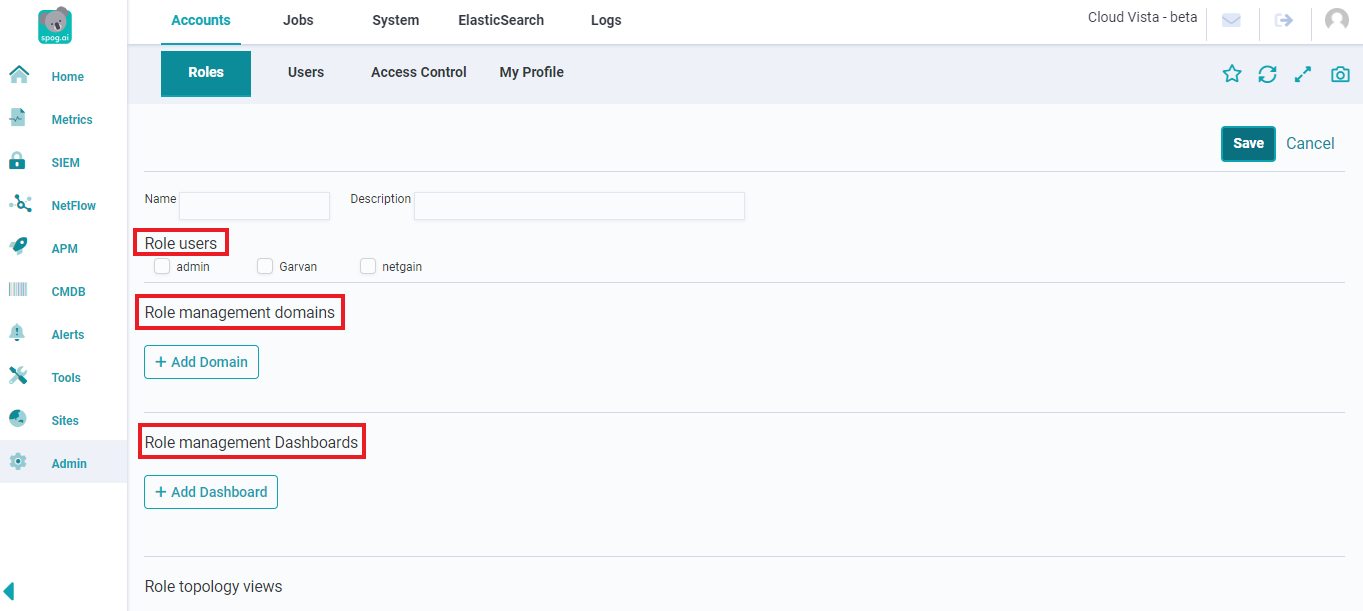 spog.ai
Accounts Jobs System ElasticSearch Logs
Cloud Vista - beta
Roles Users Access Control My Profile
Home
Metrics
SIEM
NetFlow
APM
CMDB
Alerts
Tools
Sites
Admin
Save Cancel
Name Description
Role users
admin Garvan netgain
Role management domains
+ Add Domain
Role management Dashboards
+ Add Dashboard
Role topology views